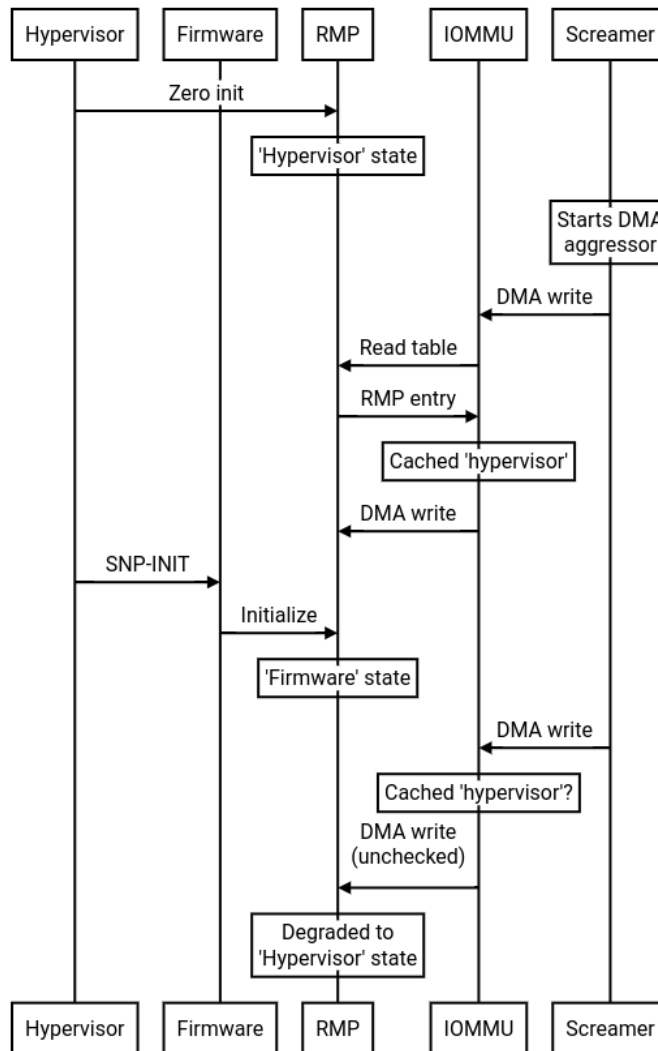 Hypervisor Firmware RMP IOMMU Screamer
Zero init
'Hypervisor' state
Starts DMA
aggressor
DMA write
Read table
RMP entry
Cached 'hypervisor'
DMA write
SNP-INIT
Initialize
'Firmware' state
DMA write
Cached 'hypervisor'?
DMA write
(unchecked)
Degraded to
'Hypervisor' state
Hypervisor Firmware RMP IOMMU Screamer